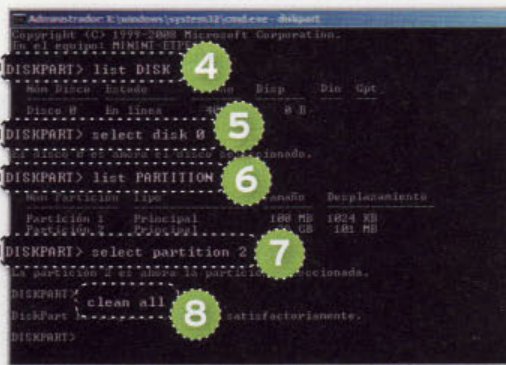 Administrador: X:\windows\system32\cmd.exe - diskpart
Copyright (C) 1999-2008 Microsoft Corporation.
En el equipo: MININT-
DISKPART> list DISK 4
Núm Disco Estado Disp Din Gpt
Disco 0 En línea 0 B
DISKPART> select disk 0 5
El disco 0 es ahora el disco seleccionado.
DISKPART> list PARTITION 6
Núm Partición Tipo Tamaño Desplazamiento
Partición 1 Principal 100 MB 1024 KB
Partición 2 Principal GB 101 MB
DISKPART> select partition 2 7
La partición 2 es ahora la partición seleccionada.
DISKPART> clean all 8
DiskPart satisfactoriamente.
DISKPART>